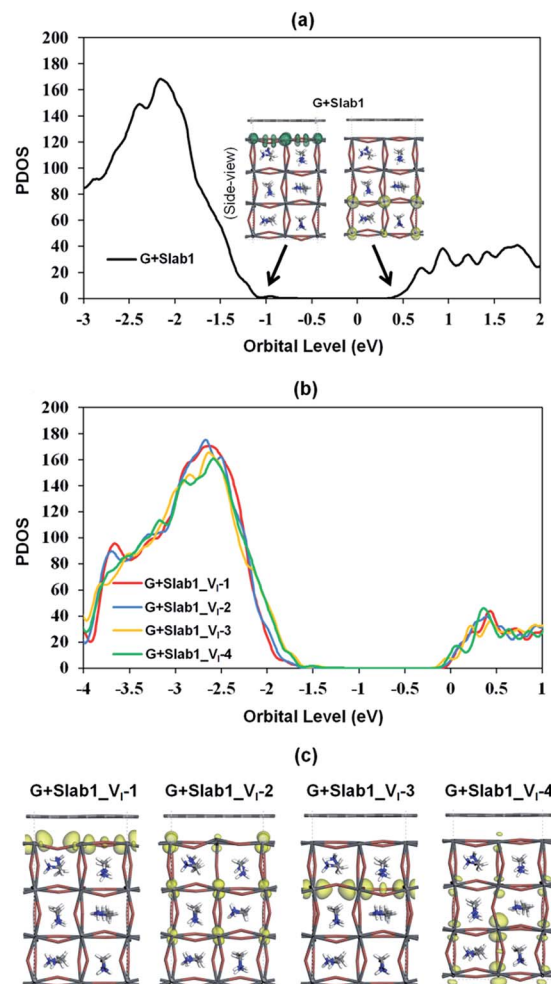 (a)
200
180
160
140
120
100
80
60
40
20
0
PDOS
G+Slab1
(Side-view)
G+Slab1
-3 -2.5 -2 -1.5 -1 -0.5 0 0.5 1 1.5 2
Orbital Level (eV)
(b)
200
180
160
140
120
100
80
60
40
20
0
PDOS
G+Slab1_VI-1
G+Slab1_VI-2
G+Slab1_VI-3
G+Slab1_VI-4
-4 -3.5 -3 -2.5 -2 -1.5 -1 -0.5 0 0.5 1
Orbital Level (eV)
(c)
G+Slab1_VI-1 G+Slab1_VI-2 G+Slab1_VI-3 G+Slab1_VI-4